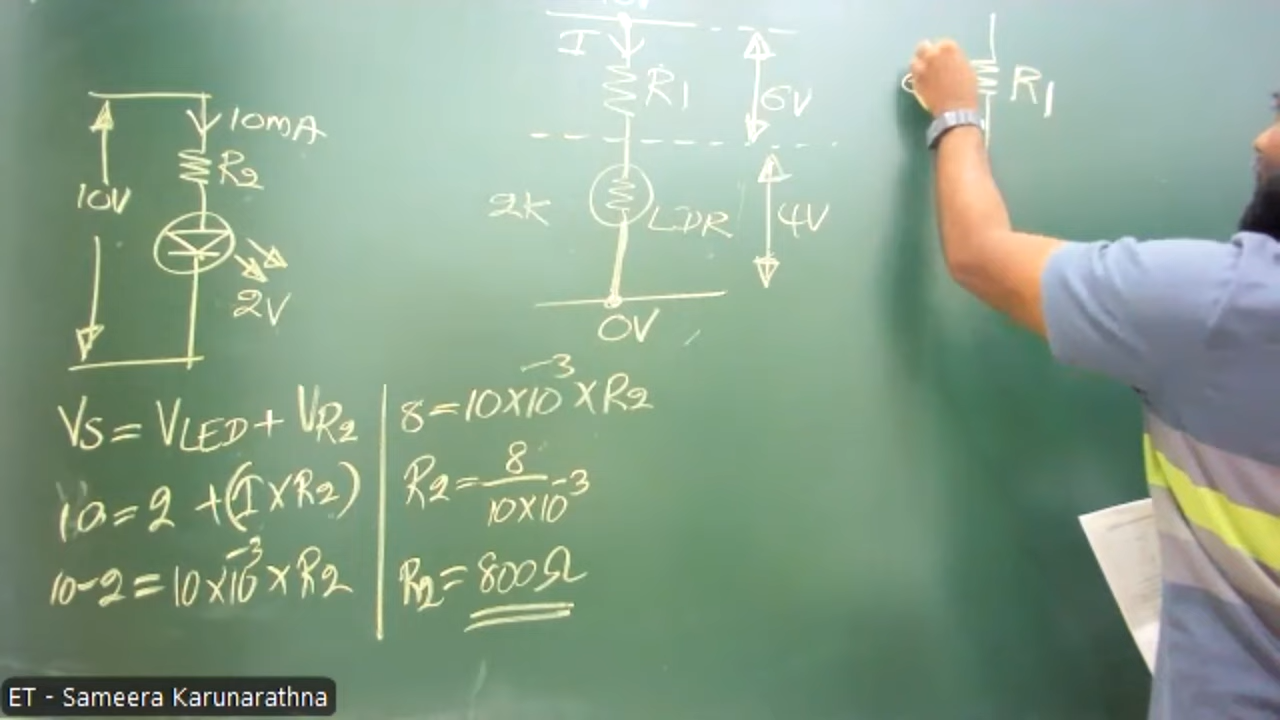 10mA
R2
10V
2V
I
R1
6V
2K
LDR
4V
0V
R1
VS = VLED + VR2
10 = 2 + (I × R2)
10-2 = 10×10⁻³ × R2
8 = 10×10⁻³ × R2
R2 = 8 / 10×10⁻³
R2 = 800Ω
ET - Sameera Karunarathna